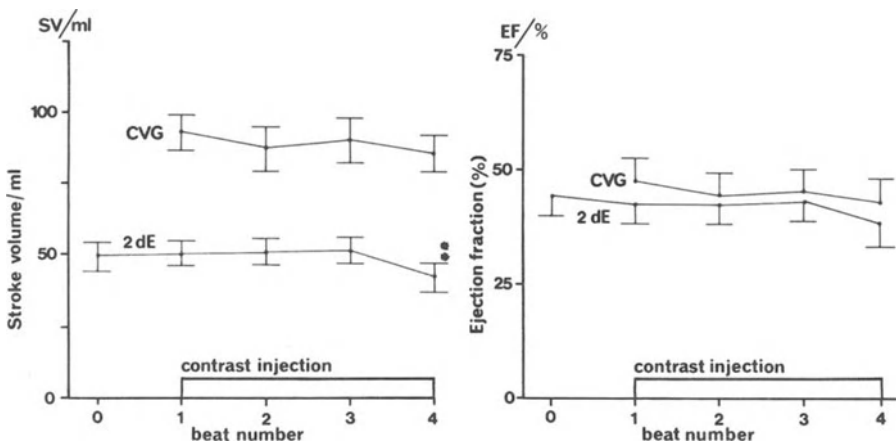 SV/ml
100
50
0
Stroke volume/ml
CVG
2 dE
**
contrast injection
0 1 2 3 4
beat number
EF/%
75
50
25
0
Ejection fraction (%)
CVG
2 dE
contrast injection
0 1 2 3 4
beat number